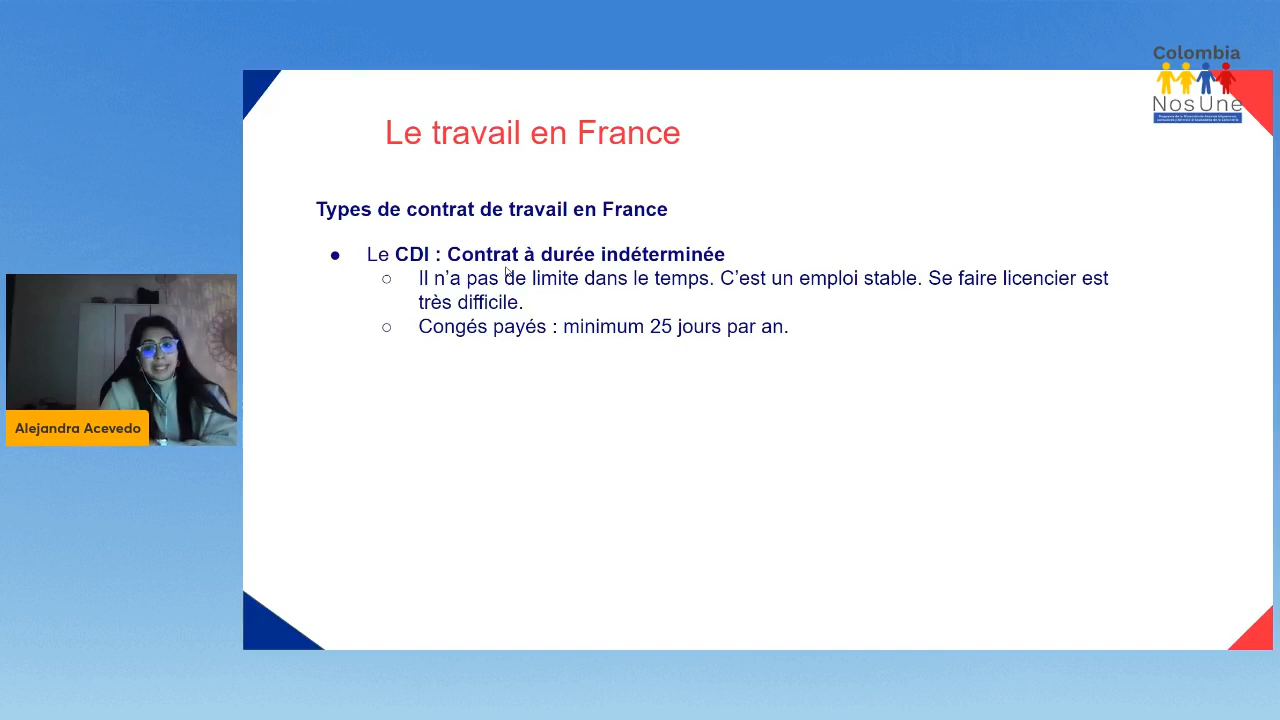 Colombia
Nos Une
Le travail en France
Types de contrat de travail en France
● Le CDI : Contrat à durée indéterminée
○ Il n’a pas de limite dans le temps. C’est un emploi stable. Se faire licencier est
très difficile.
○ Congés payés : minimum 25 jours par an.
Alejandra Acevedo